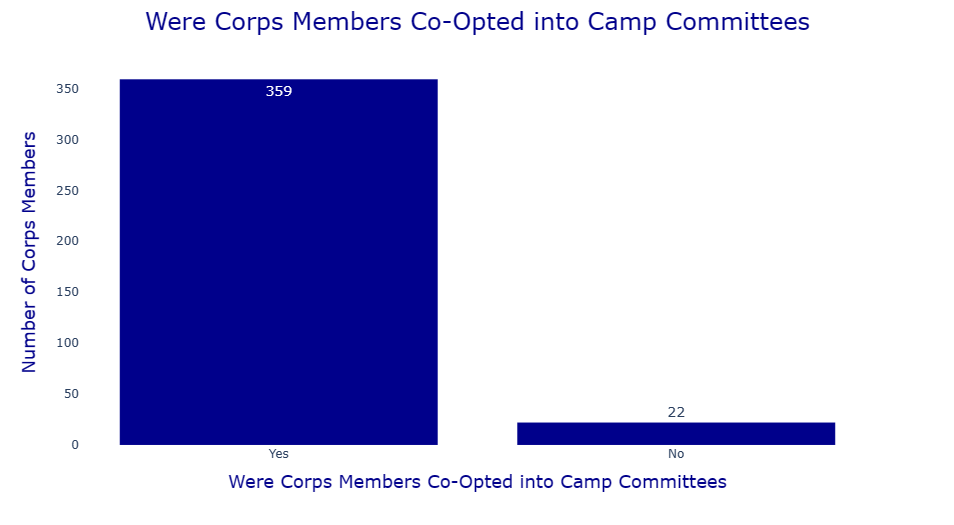 Were Corps Members Co-Opted into Camp Committees
Number of Corps Members
350
300
250
200
150
100
50
0
359
22
Yes
No
Were Corps Members Co-Opted into Camp Committees